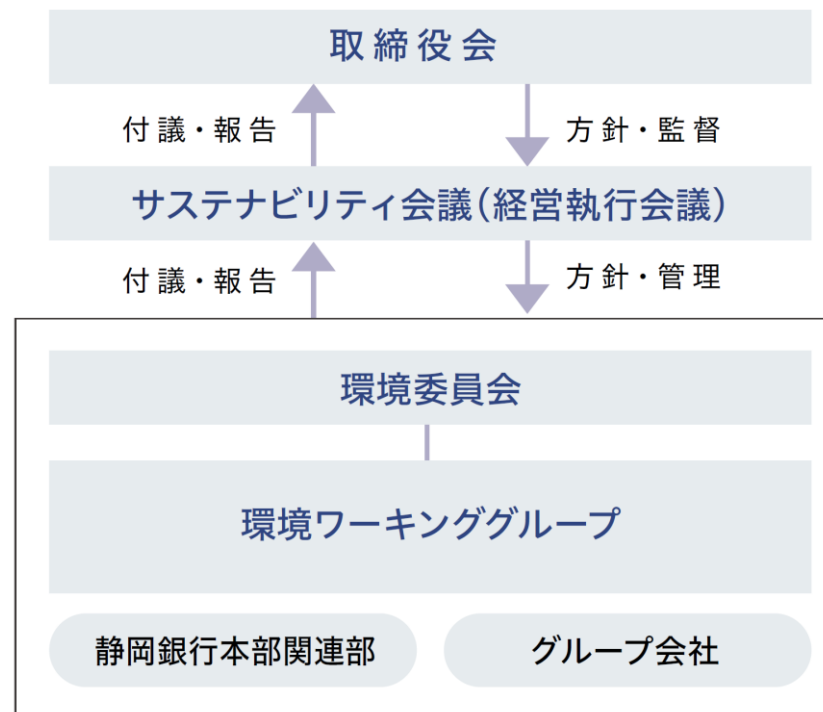 取締役会
付議・報告
方針・監督
サステナビリティ会議（経営執行会議）
付議・報告
方針・管理
環境委員会
環境ワーキンググループ
静岡銀行本部関連部
グループ会社